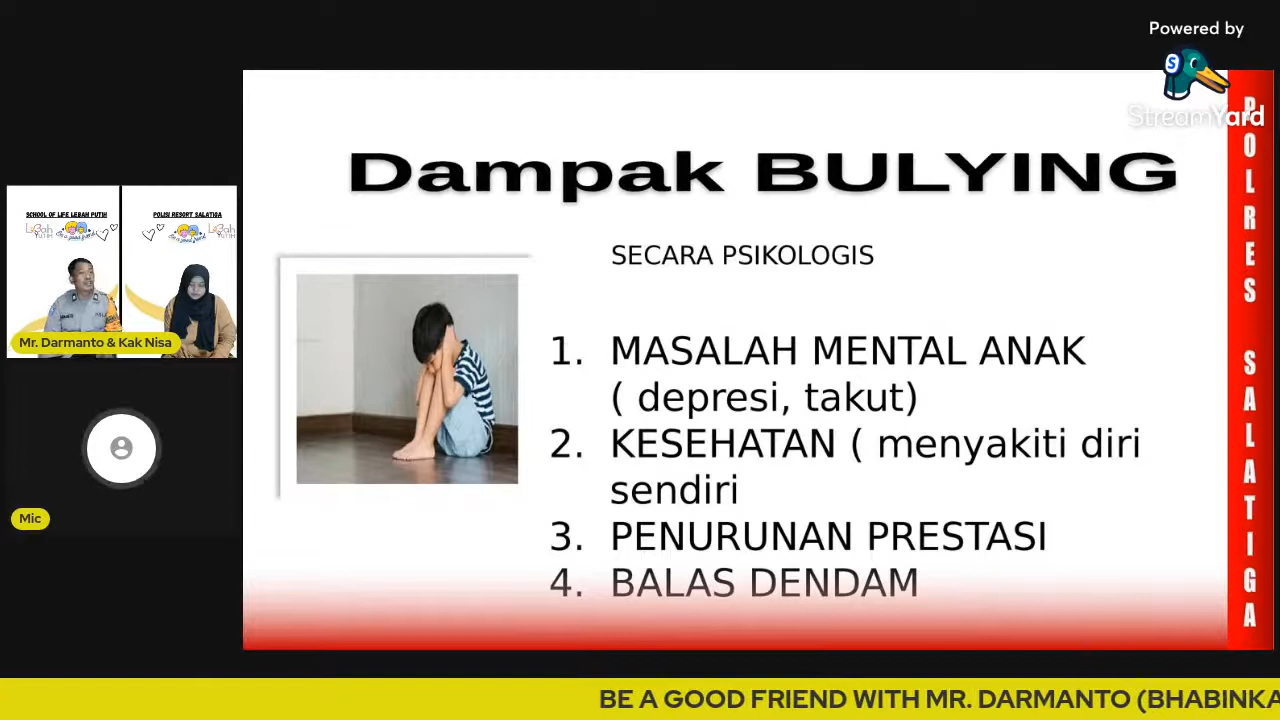 Powered by
StreamYard
Dampak BULYING
SECARA PSIKOLOGIS
1. MASALAH MENTAL ANAK
( depresi, takut)
2. KESEHATAN ( menyakiti diri
sendiri
3. PENURUNAN PRESTASI
4. BALAS DENDAM
POLRES SALATIGA
SCHOOL OF LIFE LEBAH PUTIH
POLISI RESORT SALATIGA
Mr. Darmanto & Kak Nisa
Mic
BE A GOOD FRIEND WITH MR. DARMANTO (BHABINKA